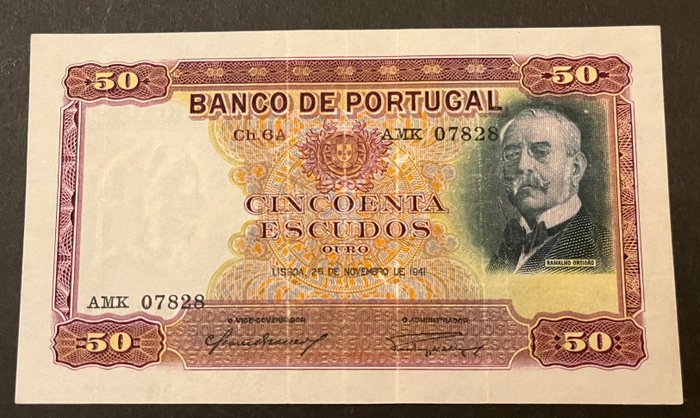 50 50
BANCO DE PORTUGAL
Ch. 6A AMK 07828
CINCOENTA
ESCUDOS
OURO
RAMALHO ORTIGÃO
LISBOA, 25 DE NOVEMBRO DE 1941
AMK 07828
O VICE-GOVERNADOR O ADMINISTRADOR
50 50